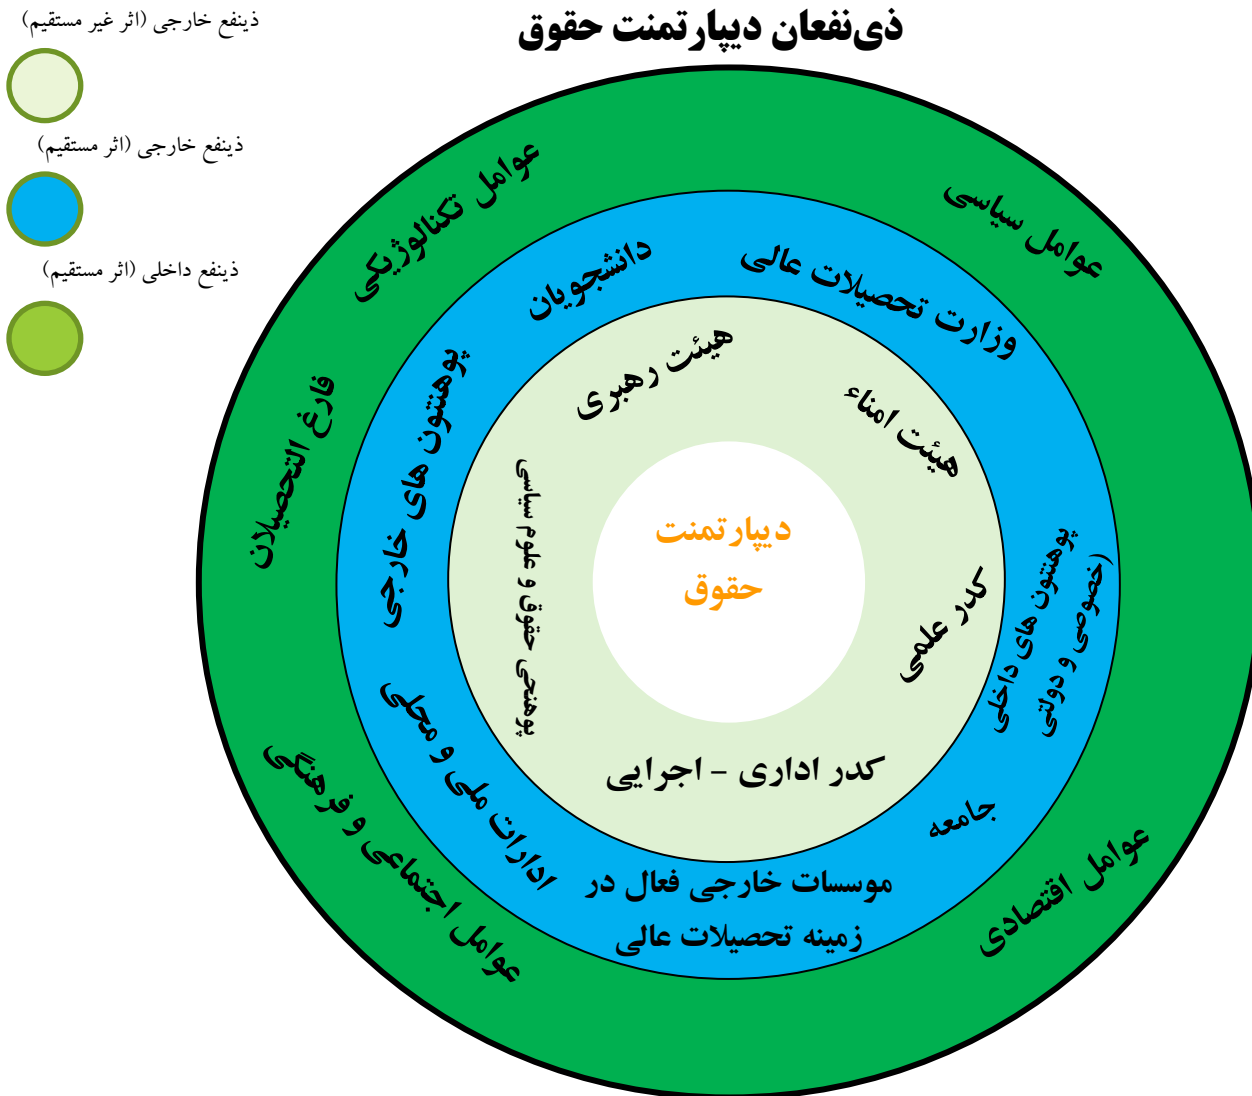 ذی‌نفعان دیپارتمنت حقوق
ذینفع خارجی (اثر غیر مستقیم)
ذینفع خارجی (اثر مستقیم)
ذینفع داخلی (اثر مستقیم)
عوامل سیاسی
عوامل تکنالوژیکی
فارغ التحصیلان
عوامل اجتماعی و فرهنگی
عوامل اقتصادی
وزارت تحصیلات عالی
دانشجویان
پوهنتون های خارجی
ادارات ملی و محلی
موسسات خارجی فعال در
زمینه تحصیلات عالی
جامعه
پوهنتون های داخلی
(خصوصی و دولتی
هیئت امناء
هیئت رهبری
پوهنحی حقوق و علوم سیاسی
کدر اداری - اجرایی
کدر علمی
دیپارتمنت
حقوق